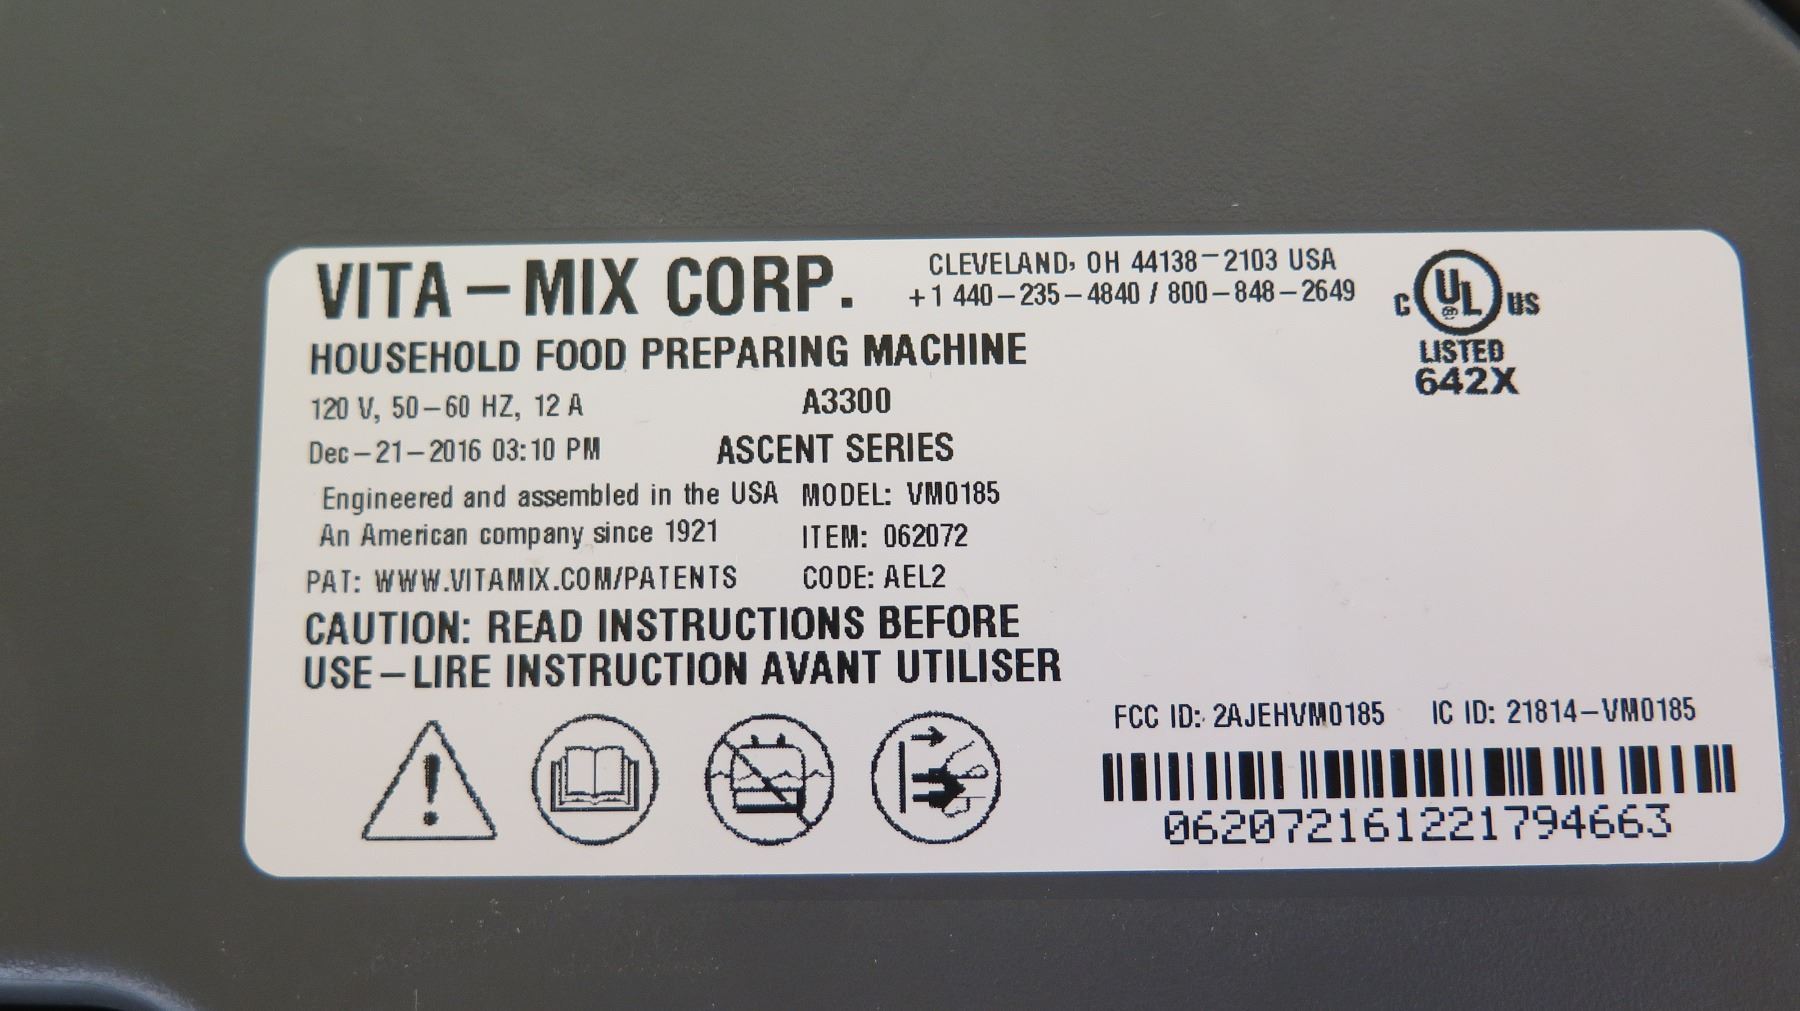 VITA-MIX CORP.
CLEVELAND, OH 44138-2103 USA
+1 440-235-4840 / 800-848-2649
C UL US
LISTED
642X
HOUSEHOLD FOOD PREPARING MACHINE
120 V, 50-60 HZ, 12 A
A3300
Dec-21-2016 03:10 PM
ASCENT SERIES
Engineered and assembled in the USA
MODEL: VM0185
An American company since 1921
ITEM: 062072
PAT: WWW.VITAMIX.COM/PATENTS
CODE: AEL2
CAUTION: READ INSTRUCTIONS BEFORE
USE-LIRE INSTRUCTION AVANT UTILISER
FCC ID: 2AJEHVM0185 IC ID: 21814-VM0185
062072161221794663